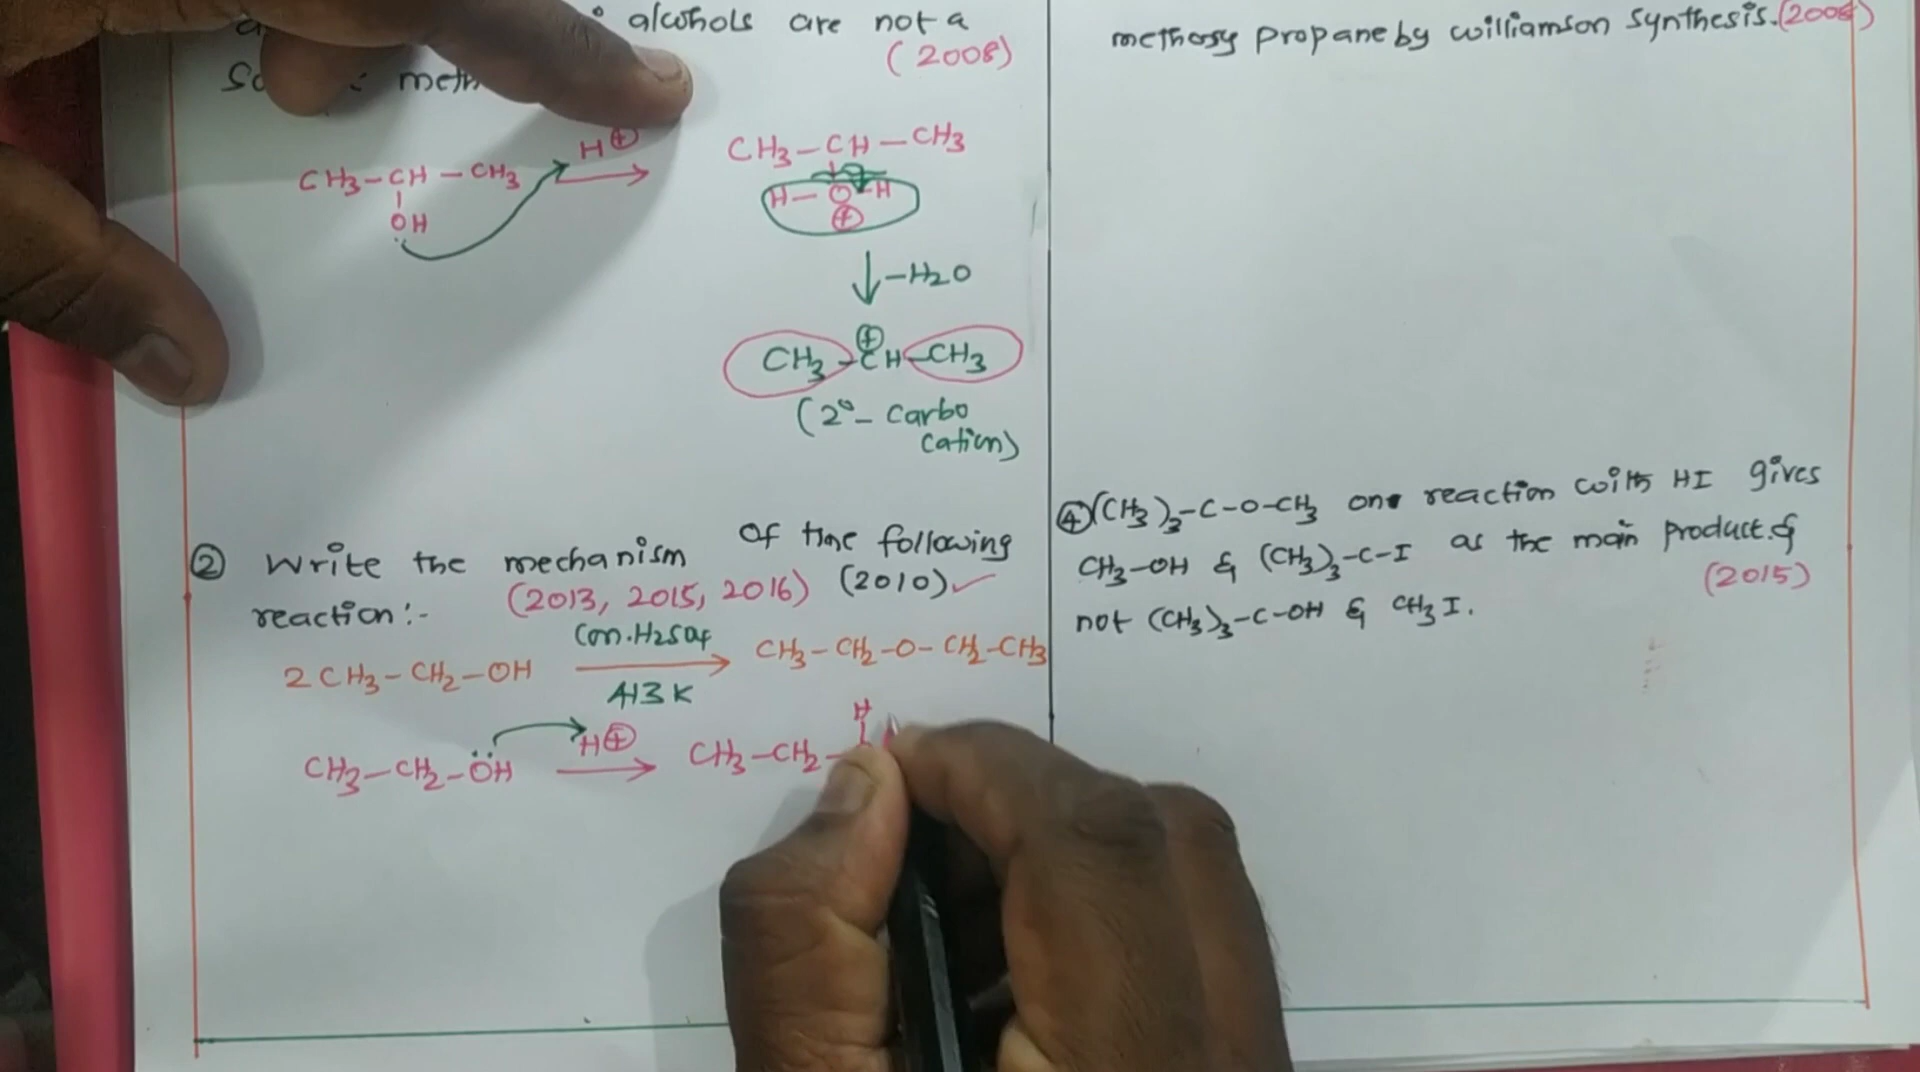 alcohols are not a
(2008)
CH3-CH-CH3
OH
H⊕
CH3-CH-CH3
H-O-H
⊕
-H2O
⊕
CH3-CH-CH3
(2°- carbo
cation)
② Write the mechanism of the following
reaction:- (2013, 2015, 2016) (2010)✓
Con.H2SO4
2CH3-CH2-OH → CH3-CH2-O-CH2-CH3
413 K
CH3-CH2-ÖH H⊕ → CH3-CH2-
H
propane by williamson synthesis.
④ (CH3)3-C-O-CH3 on reaction with HI gives
CH3-OH & (CH3)3-C-I as the main product &
(2015)
not (CH3)3-C-OH & CH3I.